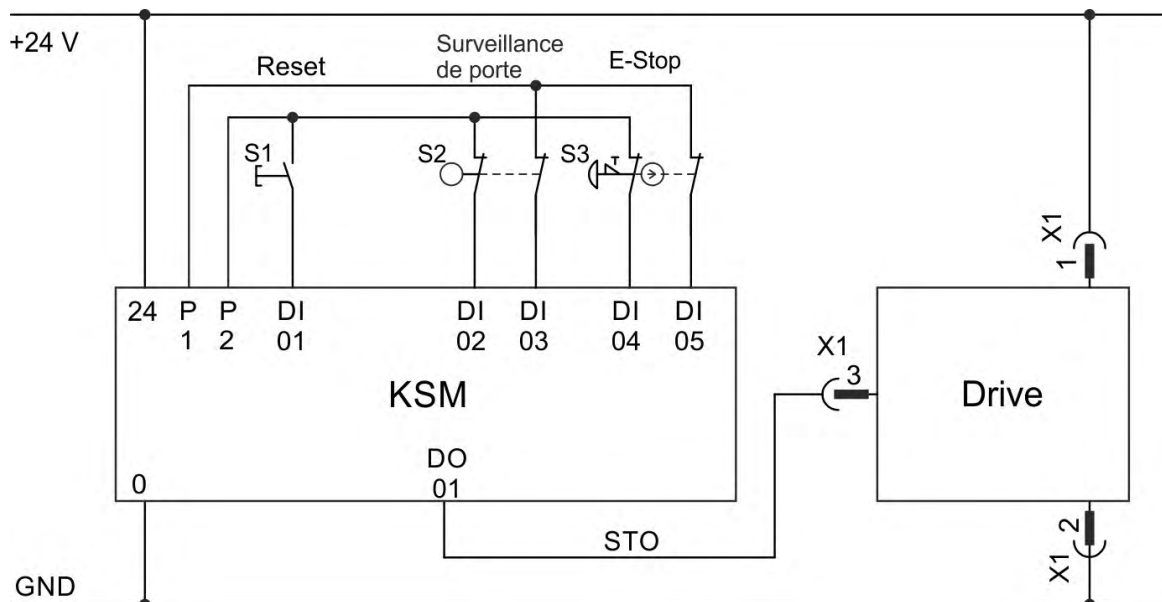 +24 V
Reset
Surveillance
de porte
E-Stop
S1
S2
S3
X1
1
24
P
1
P
2
DI
01
DI
02
DI
03
DI
04
DI
05
X1
3
KSM
Drive
0
DO
01
STO
2
X1
GND